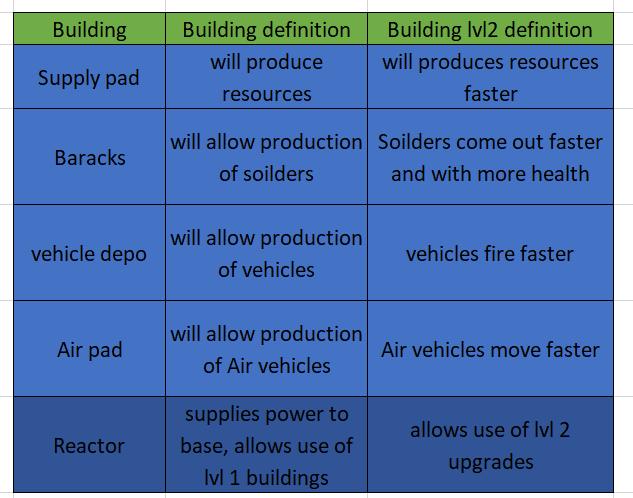 Building Building definition Building lvl2 definition
Supply pad
will produce
resources
will produces resources
faster
Baracks
will allow production
of soilders
Soilders come out faster
and with more health
vehicle depo
will allow production
of vehicles
vehicles fire faster
Air pad
will allow production
of Air vehicles
Air vehicles move faster
Reactor
supplies power to
base, allows use of
lvl 1 buildings
allows use of lvl 2
upgrades